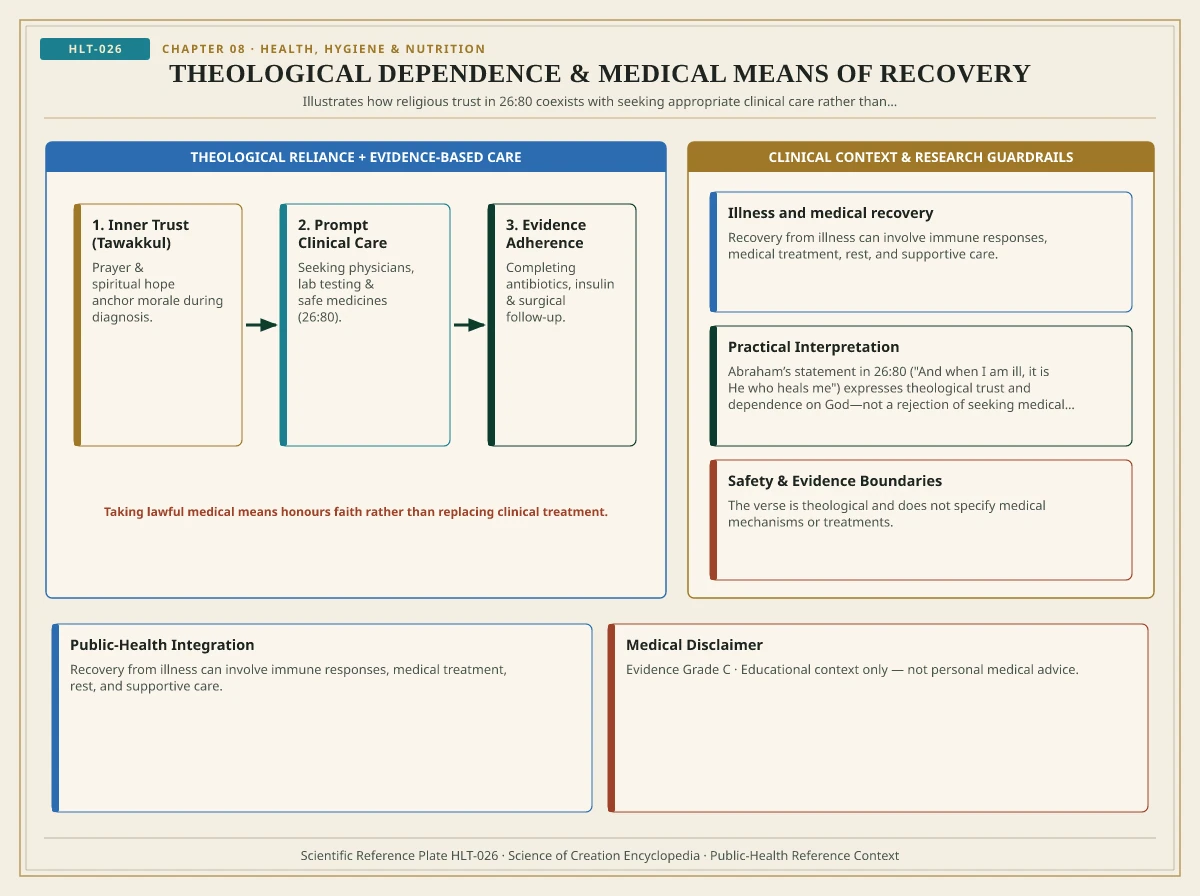 HLT-026
CHAPTER 08 · HEALTH, HYGIENE & NUTRITION
THEOLOGICAL DEPENDENCE & MEDICAL MEANS OF RECOVERY
Illustrates how religious trust in 26:80 coexists with seeking appropriate clinical care rather than...
THEOLOGICAL RELIANCE + EVIDENCE-BASED CARE
1. Inner Trust
(Tawakkul)
Prayer &
spiritual hope
anchor morale during
diagnosis.
2. Prompt
Clinical Care
Seeking physicians,
lab testing &
safe medicines
(26:80).
3. Evidence
Adherence
Completing
antibiotics, insulin
& surgical
follow-up.
Taking lawful medical means honours faith rather than replacing clinical treatment.
CLINICAL CONTEXT & RESEARCH GUARDRAILS
Illness and medical recovery
Recovery from illness can involve immune responses,
medical treatment, rest, and supportive care.
Practical Interpretation
Abraham’s statement in 26:80 ("And when I am ill, it is
He who heals me") expresses theological trust and
dependence on God—not a rejection of seeking medical...
Safety & Evidence Boundaries
The verse is theological and does not specify medical
mechanisms or treatments.
Public-Health Integration
Recovery from illness can involve immune responses, medical treatment,
rest, and supportive care.
Medical Disclaimer
Evidence Grade C · Educational context only — not personal medical advice.
Scientific Reference Plate HLT-026 · Science of Creation Encyclopedia · Public-Health Reference Context